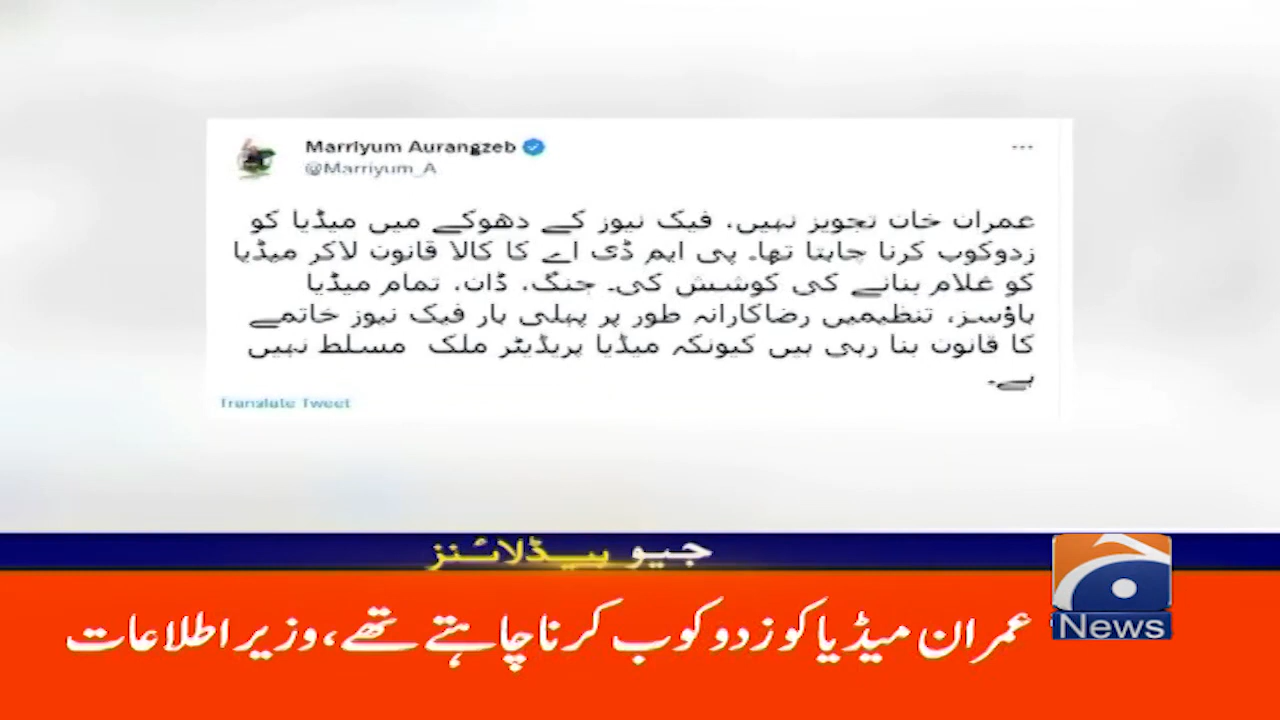 Marriyum Aurangzeb
@Marriyum_A
عمران خان تجویز نہیں، فیک نیوز کے دھوکے میں میڈیا کو
زدوکوب کرنا چاہتا تھا۔ پی ایم ڈی اے کا کالا قانون لاکر میڈیا
کو غلام بنانے کی کوشش کی۔ جنگ، ڈان، تمام میڈیا
ہاؤسز، تنظیمیں رضاکارانہ طور پر پہلی بار فیک نیوز خاتمے
کا قانون بنا رہی ہیں کیونکہ میڈیا پریڈیٹر ملک مسلط نہیں
ہے۔
Translate Tweet
جیو ہیڈلائنز
عمران میڈیا کو زدوکوب کرنا چاہتے تھے، وزیر اطلاعات
News